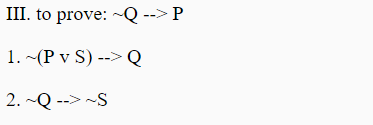 III. to prove: ~Q --> P
1. ~(P v S) --> Q
2. ~Q --> ~S